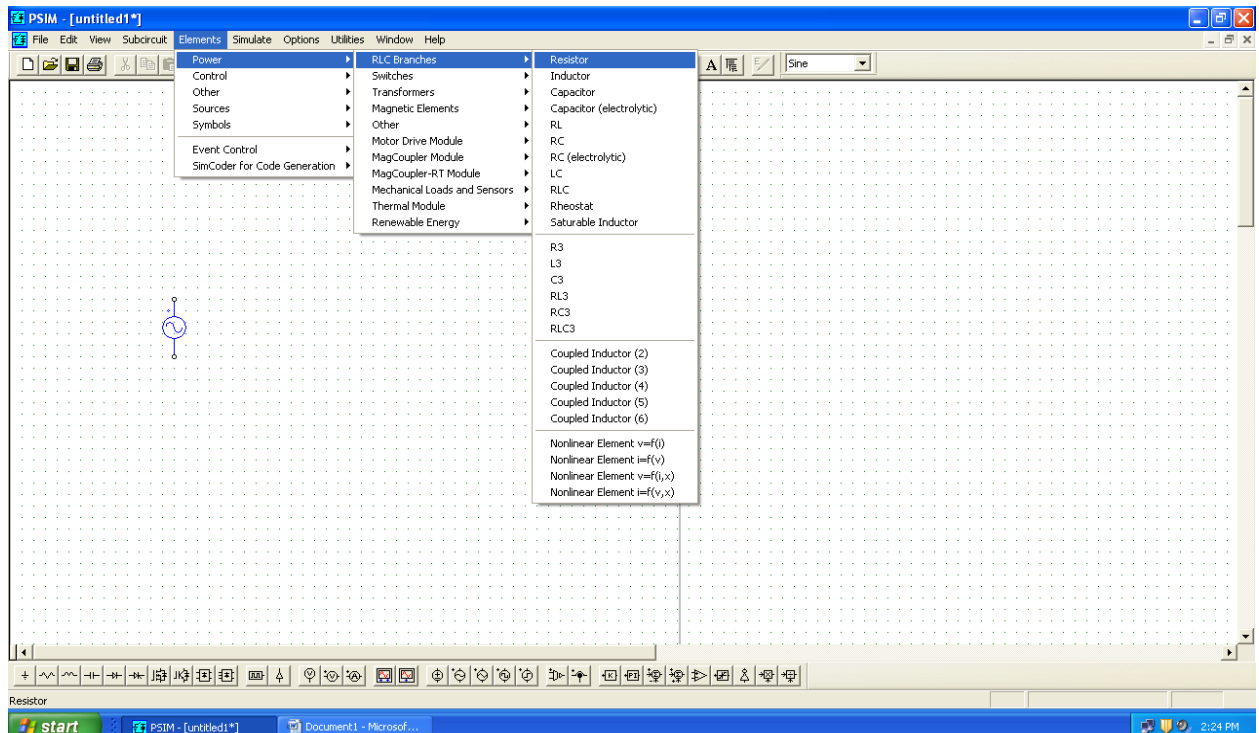 PSIM - [untitled1*]
File Edit View Subcircuit Elements Simulate Options Utilities Window Help
Sine
Power
Control
Other
Sources
Symbols
Event Control
SimCoder for Code Generation
RLC Branches
Switches
Transformers
Magnetic Elements
Other
Motor Drive Module
MagCoupler Module
MagCoupler-RT Module
Mechanical Loads and Sensors
Thermal Module
Renewable Energy
Resistor
Inductor
Capacitor
Capacitor (electrolytic)
RL
RC
RC (electrolytic)
LC
RLC
Rheostat
Saturable Inductor
R3
L3
C3
RL3
RC3
RLC3
Coupled Inductor (2)
Coupled Inductor (3)
Coupled Inductor (4)
Coupled Inductor (5)
Coupled Inductor (6)
Nonlinear Element v=f(i)
Nonlinear Element i=f(v)
Nonlinear Element v=f(i,x)
Nonlinear Element i=f(v,x)
Resistor
start PSIM - [untitled1*] Document1 - Microsof... 2:24 PM